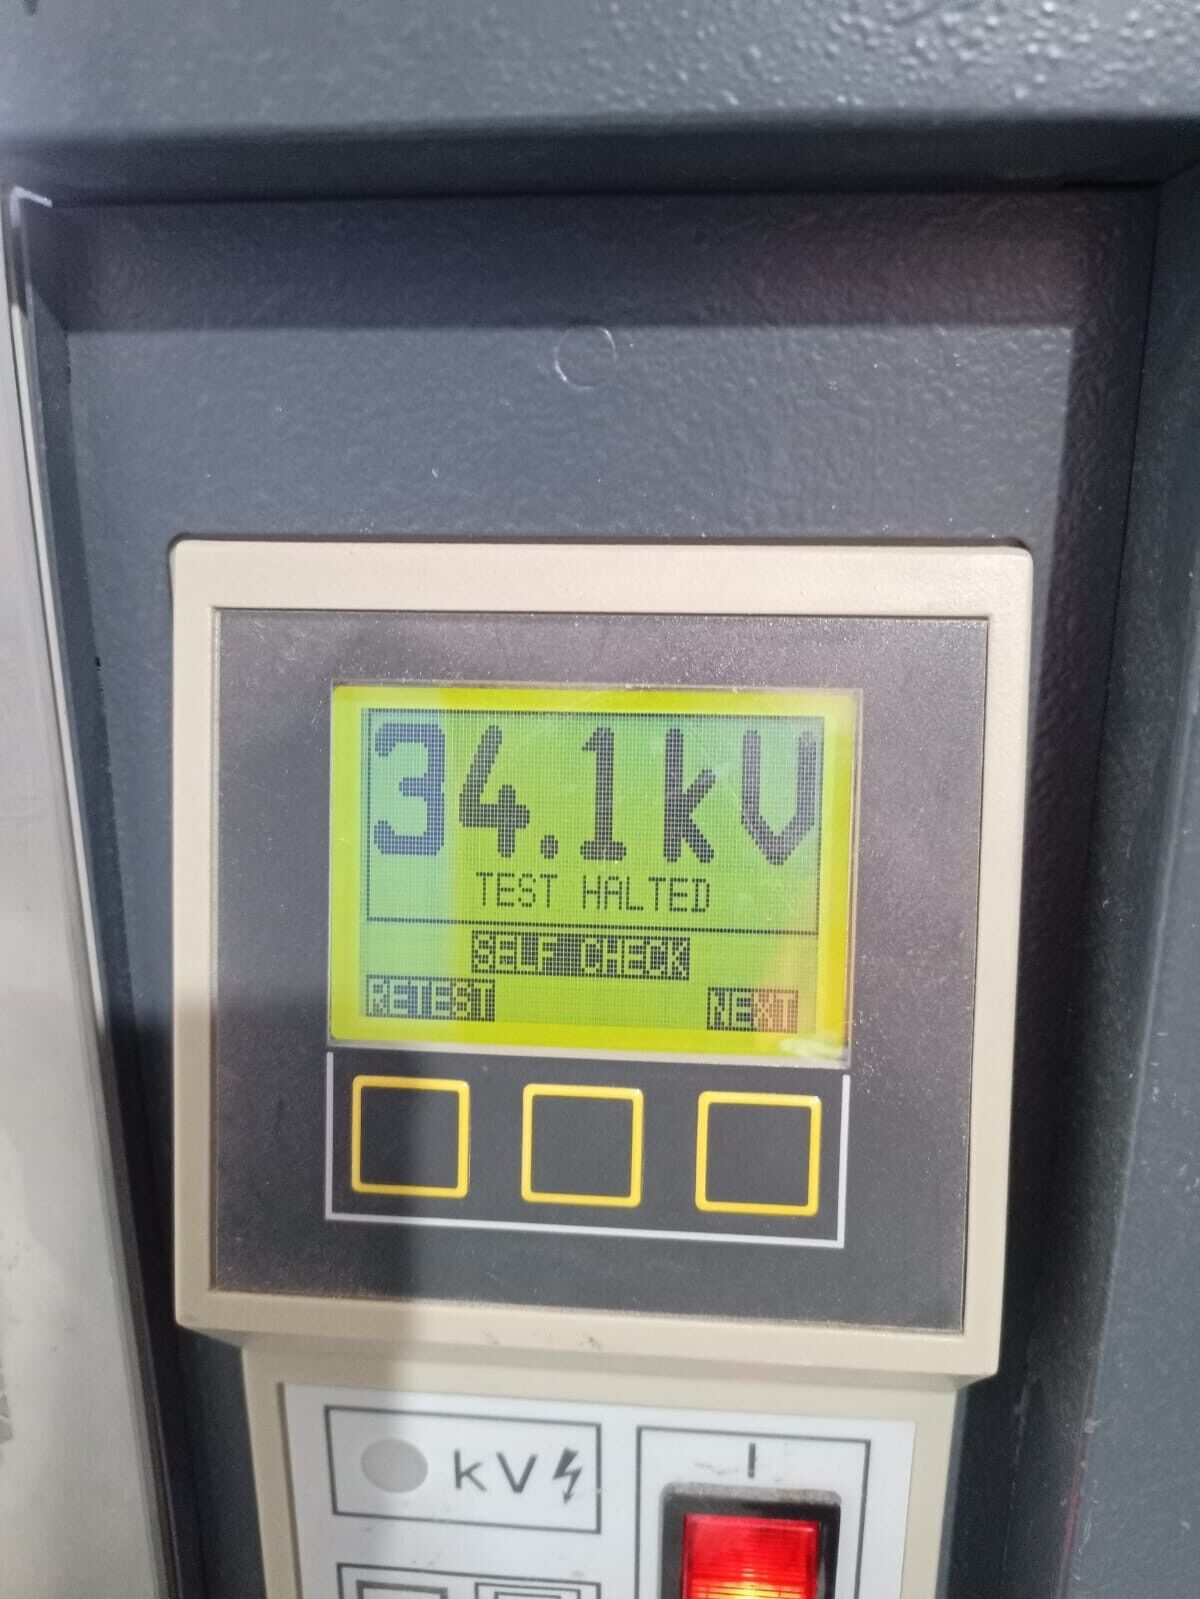 34.1kV
TEST HALTED
SELF CHECK
RETEST NEXT
kV
I